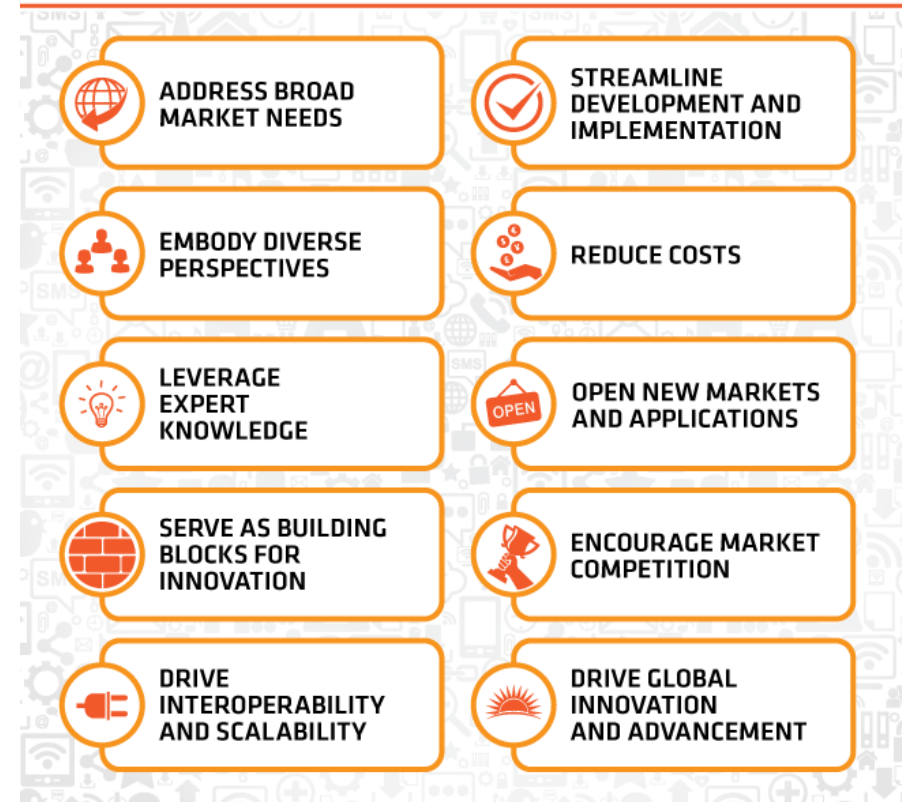 ADDRESS BROAD
MARKET NEEDS
STREAMLINE
DEVELOPMENT AND
IMPLEMENTATION
EMBODY DIVERSE
PERSPECTIVES
REDUCE COSTS
LEVERAGE
EXPERT
KNOWLEDGE
OPEN
OPEN NEW MARKETS
AND APPLICATIONS
SERVE AS BUILDING
BLOCKS FOR
INNOVATION
ENCOURAGE MARKET
COMPETITION
DRIVE
INTEROPERABILITY
AND SCALABILITY
DRIVE GLOBAL
INNOVATION
AND ADVANCEMENT
SMS
SMS